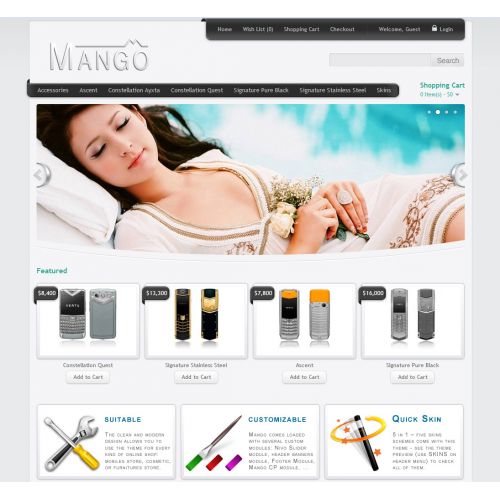 Home Wish List (0) Shopping Cart Checkout Welcome, Guest Login
MANGO
Search
Shopping Cart
0 Item(s) - $0
Accessories Ascent Constellation Ayxta Constellation Quest Signature Pure Black Signature Stainless Steel Skins
Featured
$8,400 $13,300 $7,800 $16,000
VERTU
Constellation Quest Signature Stainless Steel Ascent Signature Pure Black
Add to Cart Add to Cart Add to Cart Add to Cart
SUITABLE
The clean and modern
design allows you to
use the theme for every
kind of online shop:
mobiles store, cosmetic,
or furnitures store.
CUSTOMIZABLE
Mango comes loaded
with several custom
modules: Nivo Slider
module, header banners
module, Footer Module,
Mango CP module, ...
Quick Skin
5 in 1 – five skins
schemes come with this
theme - see the theme
preview (use SKINS on
header menu) to check
all of them.